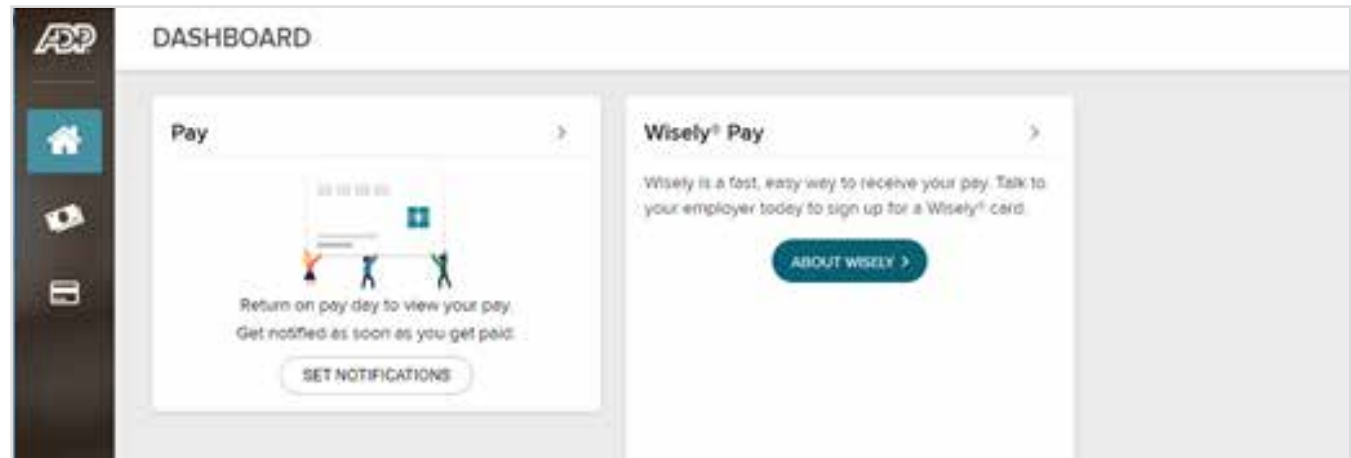 ADP
DASHBOARD
Pay
Wisely® Pay
Wisely is a fast, easy way to receive your pay. Talk to
your employer today to sign up for a Wisely® card.
ABOUT WISELY >
Return on pay day to view your pay.
Get notified as soon as you get paid.
SET NOTIFICATIONS